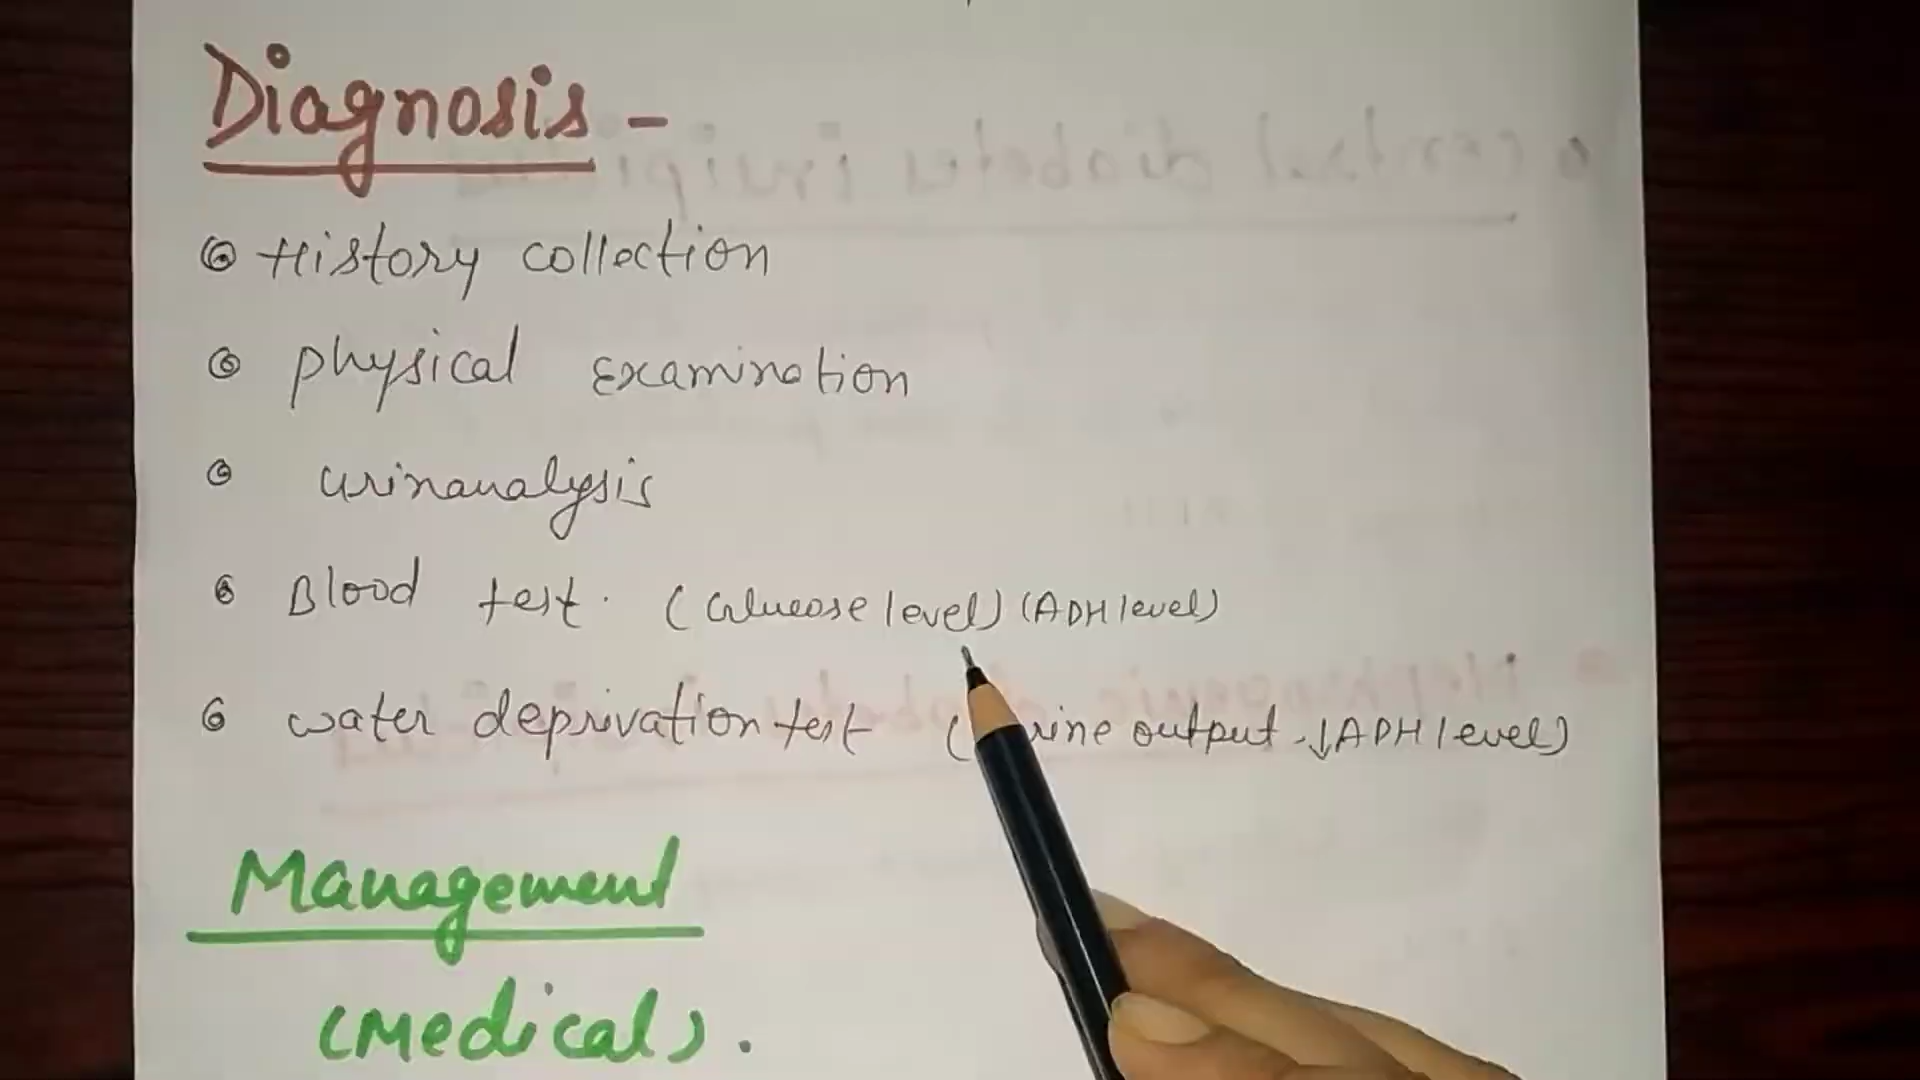 Diagnosis -
History collection
physical Examination
urinanalysis
Blood test. (Glucose level) (ADH level)
water deprivation test ( rine output ↓ADH level)
Management
(Medical).